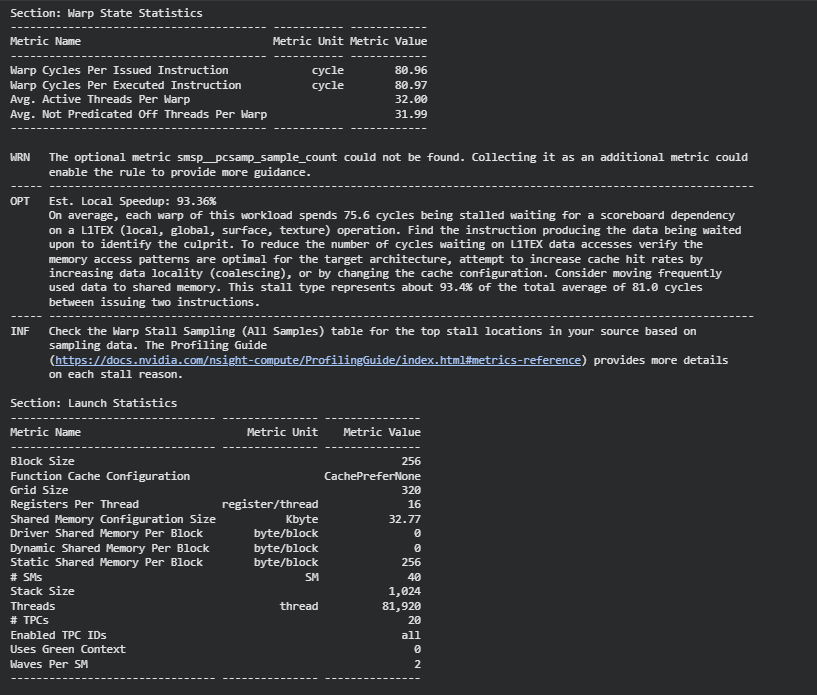 Section: Warp State Statistics
---------------------------------------- ----------- ------------
Metric Name                              Metric Unit Metric Value
---------------------------------------- ----------- ------------
Warp Cycles Per Issued Instruction             cycle        80.96
Warp Cycles Per Executed Instruction           cycle        80.97
Avg. Active Threads Per Warp                                32.00
Avg. Not Predicated Off Threads Per Warp                    31.99
---------------------------------------- ----------- ------------
WRN   The optional metric smsp__pcsamp_sample_count could not be found. Collecting it as an additional metric could
enable the rule to provide more guidance.
----- --------------------------------------------------------------------------------------------------------------
OPT   Est. Local Speedup: 93.36%
On average, each warp of this workload spends 75.6 cycles being stalled waiting for a scoreboard dependency
on a L1TEX (local, global, surface, texture) operation. Find the instruction producing the data being waited
upon to identify the culprit. To reduce the number of cycles waiting on L1TEX data accesses verify the
memory access patterns are optimal for the target architecture, attempt to increase cache hit rates by
increasing data locality (coalescing), or by changing the cache configuration. Consider moving frequently
used data to shared memory. This stall type represents about 93.4% of the total average of 81.0 cycles
between issuing two instructions.
----- --------------------------------------------------------------------------------------------------------------
INF   Check the Warp Stall Sampling (All Samples) table for the top stall locations in your source based on
sampling data. The Profiling Guide
(https://docs.nvidia.com/nsight-compute/ProfilingGuide/index.html#metrics-reference) provides more details
on each stall reason.
Section: Launch Statistics
-------------------------------- --------------- ---------------
Metric Name                          Metric Unit    Metric Value
-------------------------------- --------------- ---------------
Block Size                                                   256
Function Cache Configuration                     CachePreferNone
Grid Size                                                    320
Registers Per Thread             register/thread              16
Shared Memory Configuration Size           Kbyte           32.77
Driver Shared Memory Per Block        byte/block               0
Dynamic Shared Memory Per Block       byte/block               0
Static Shared Memory Per Block        byte/block             256
# SMs                                         SM              40
Stack Size                                                 1,024
Threads                                   thread          81,920
# TPCs                                                        20
Enabled TPC IDs                                              all
Uses Green Context                                             0
Waves Per SM                                                   2
-------------------------------- --------------- ---------------